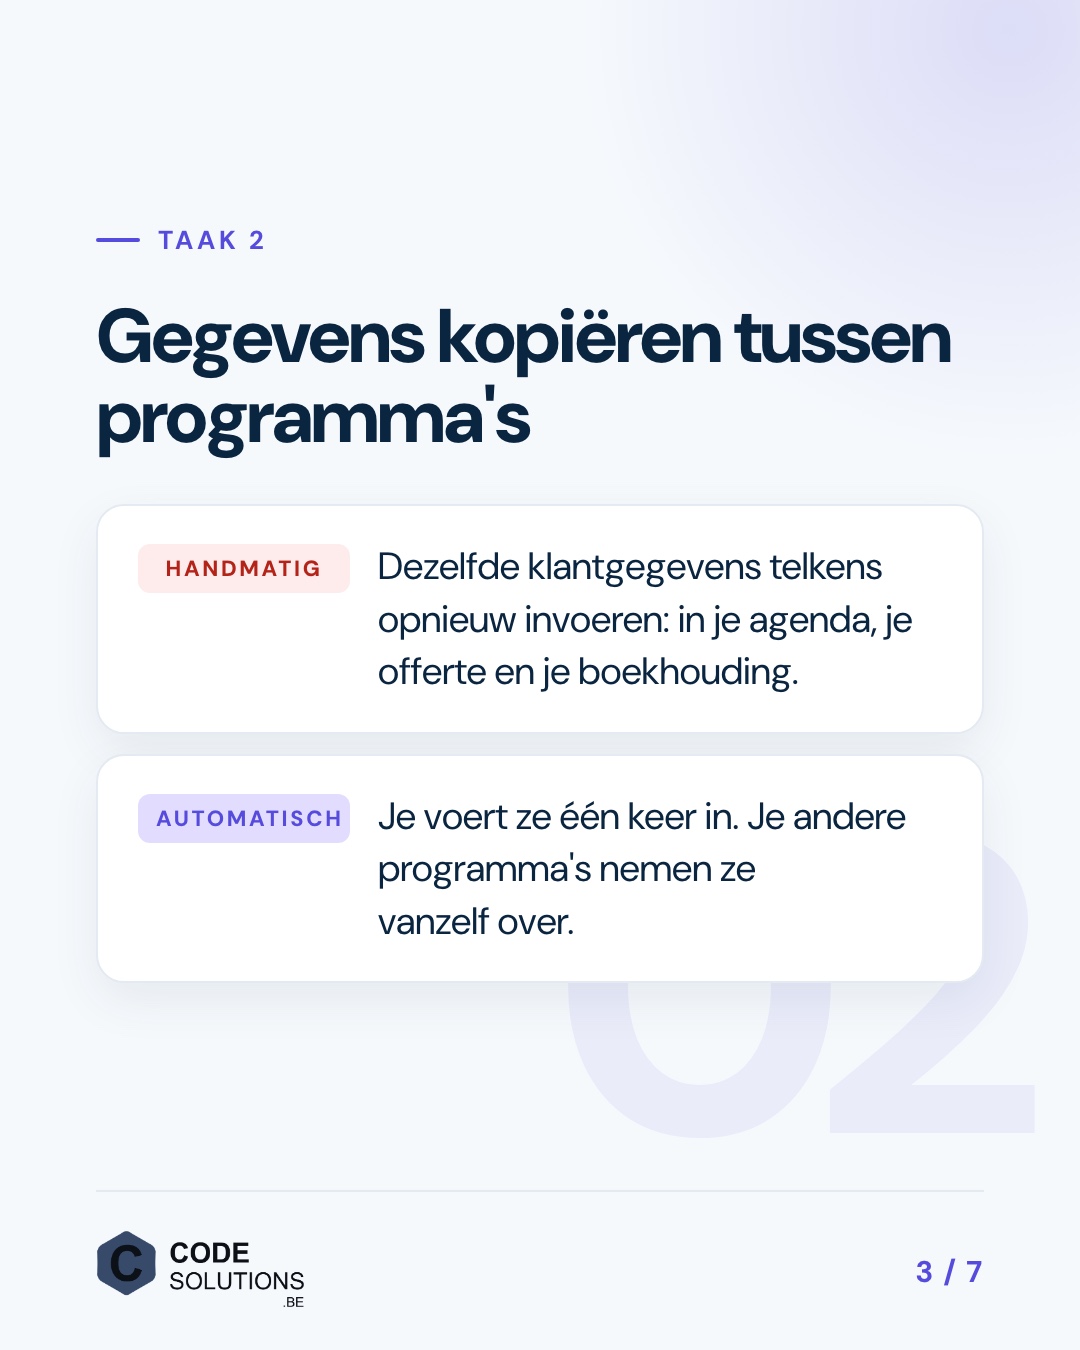 TAAK 2
Gegevens kopiëren tussen
programma's
HANDMATIG
Dezelfde klantgegevens telkens
opnieuw invoeren: in je agenda, je
offerte en je boekhouding.
AUTOMATISCH
Je voert ze één keer in. Je andere
programma's nemen ze
vanzelf over.
02
C
CODE
SOLUTIONS
.BE
3 / 7